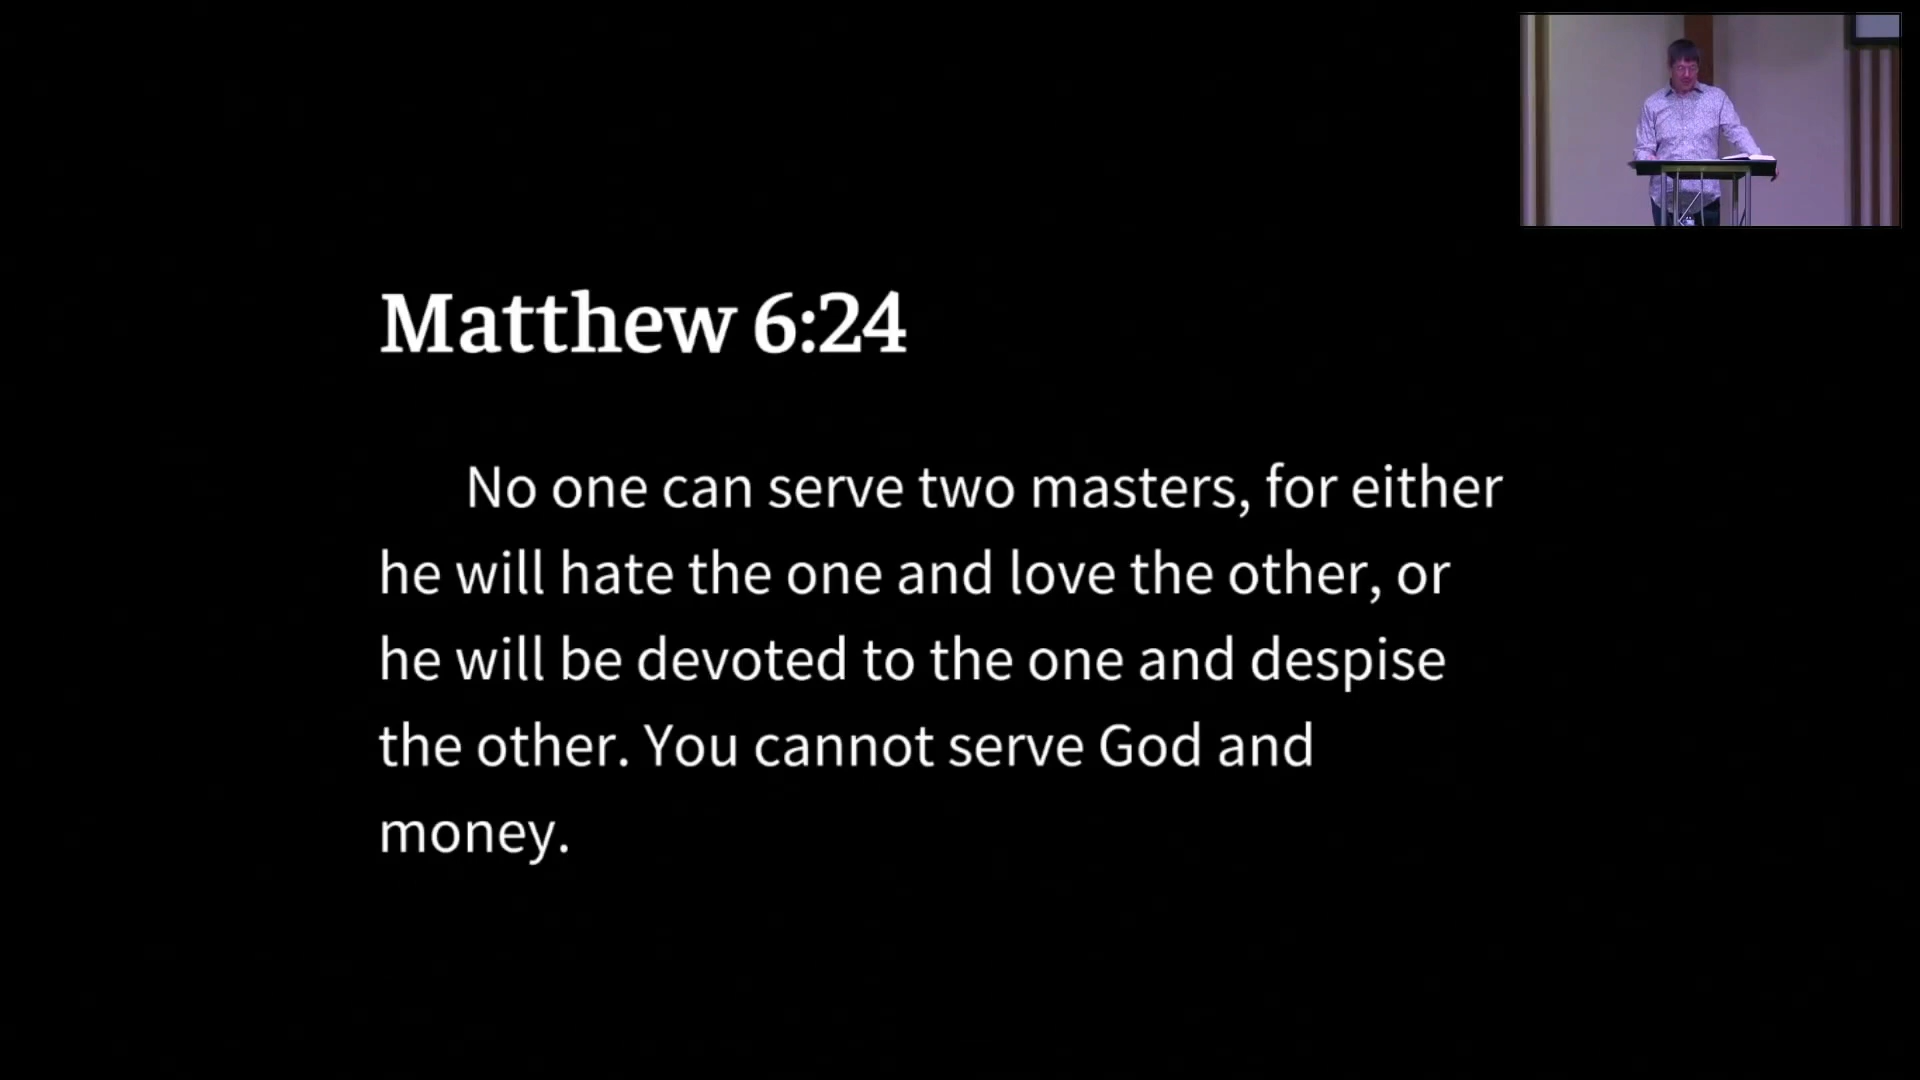 Matthew 6:24
No one can serve two masters, for either
he will hate the one and love the other, or
he will be devoted to the one and despise
the other. You cannot serve God and
money.